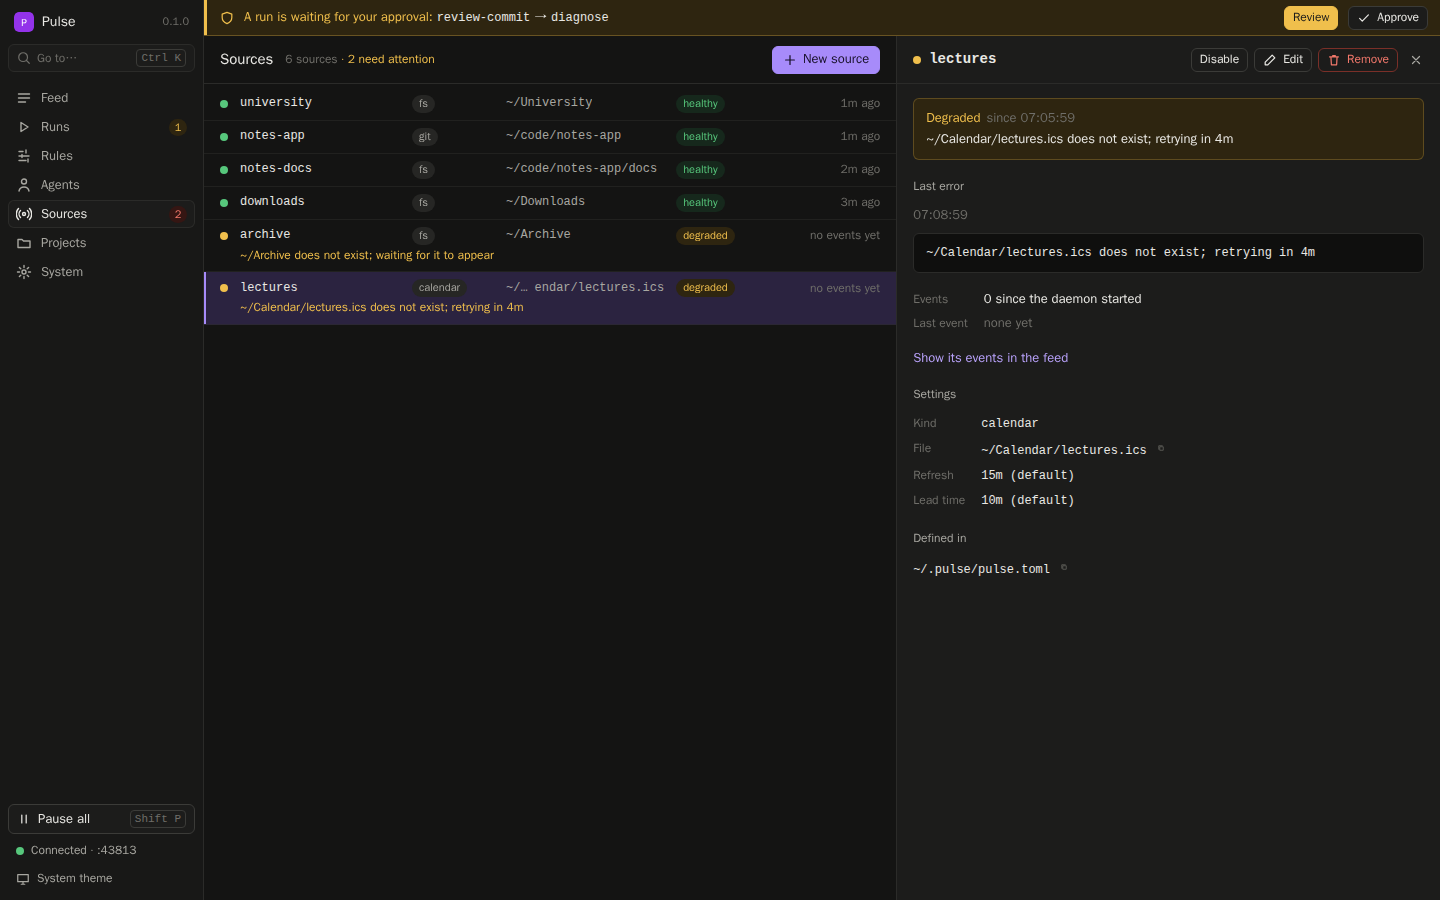 P Pulse 0.1.0
Go to··· Ctrl K
Feed
Runs 1
Rules
Agents
Sources 2
Projects
System
Pause all Shift P
Connected · :43813
System theme
A run is waiting for your approval: review-commit → diagnose
Review
Approve
Sources 6 sources · 2 need attention
New source
university fs ~/University healthy 1m ago
notes-app git ~/code/notes-app healthy 1m ago
notes-docs fs ~/code/notes-app/docs healthy 2m ago
downloads fs ~/Downloads healthy 3m ago
archive fs ~/Archive degraded no events yet
~/Archive does not exist; waiting for it to appear
lectures calendar ~/… endar/lectures.ics degraded no events yet
~/Calendar/lectures.ics does not exist; retrying in 4m
lectures
Disable
Edit
Remove
Degraded since 07:05:59
~/Calendar/lectures.ics does not exist; retrying in 4m
Last error
07:08:59
~/Calendar/lectures.ics does not exist; retrying in 4m
Events 0 since the daemon started
Last event none yet
Show its events in the feed
Settings
Kind calendar
File ~/Calendar/lectures.ics
Refresh 15m (default)
Lead time 10m (default)
Defined in
~/.pulse/pulse.toml